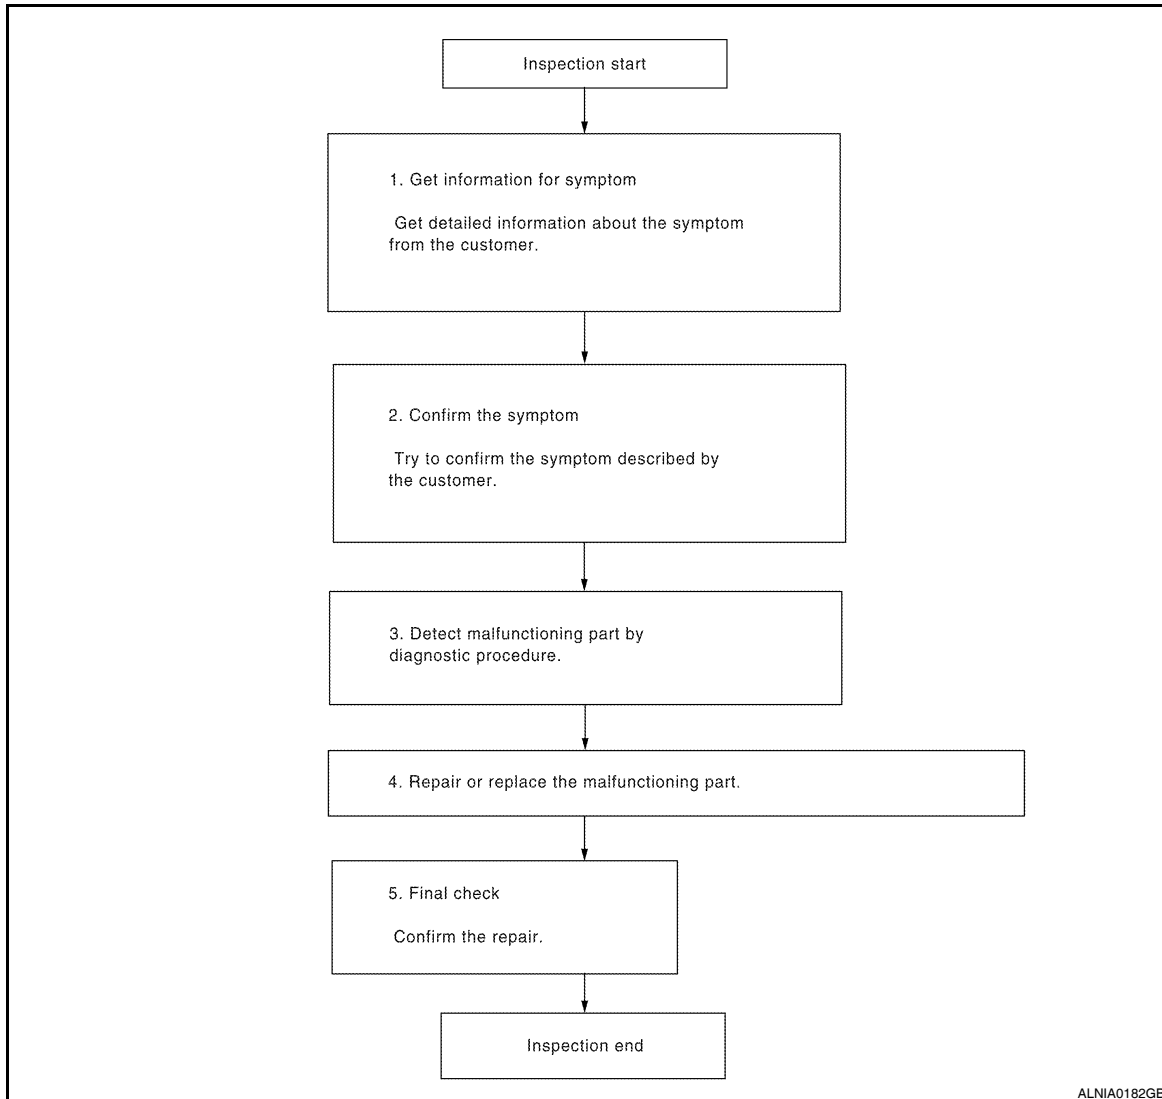 Inspection start
1. Get information for symptom
Get detailed information about the symptom
from the customer.
2. Confirm the symptom
Try to confirm the symptom described by
the customer.
3. Detect malfunctioning part by
diagnostic procedure.
4. Repair or replace the malfunctioning part.
5. Final check
Confirm the repair.
Inspection end
ALNIA0182GB